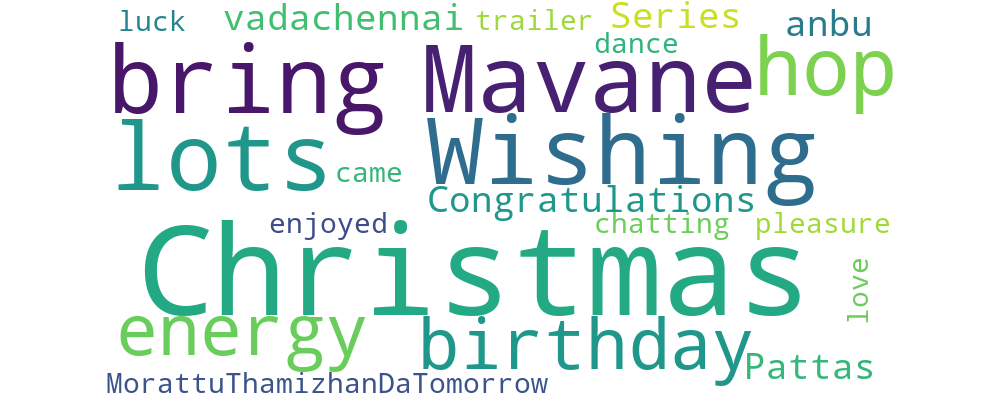 luck vadachennai trailer Series anbu
dance
bring Mavane hop
lots Wishing
came
Congratulations
enjoyed chatting pleasure
Christmas
love
energy birthday
Pattas
MorattuThamizhanDaTomorrow